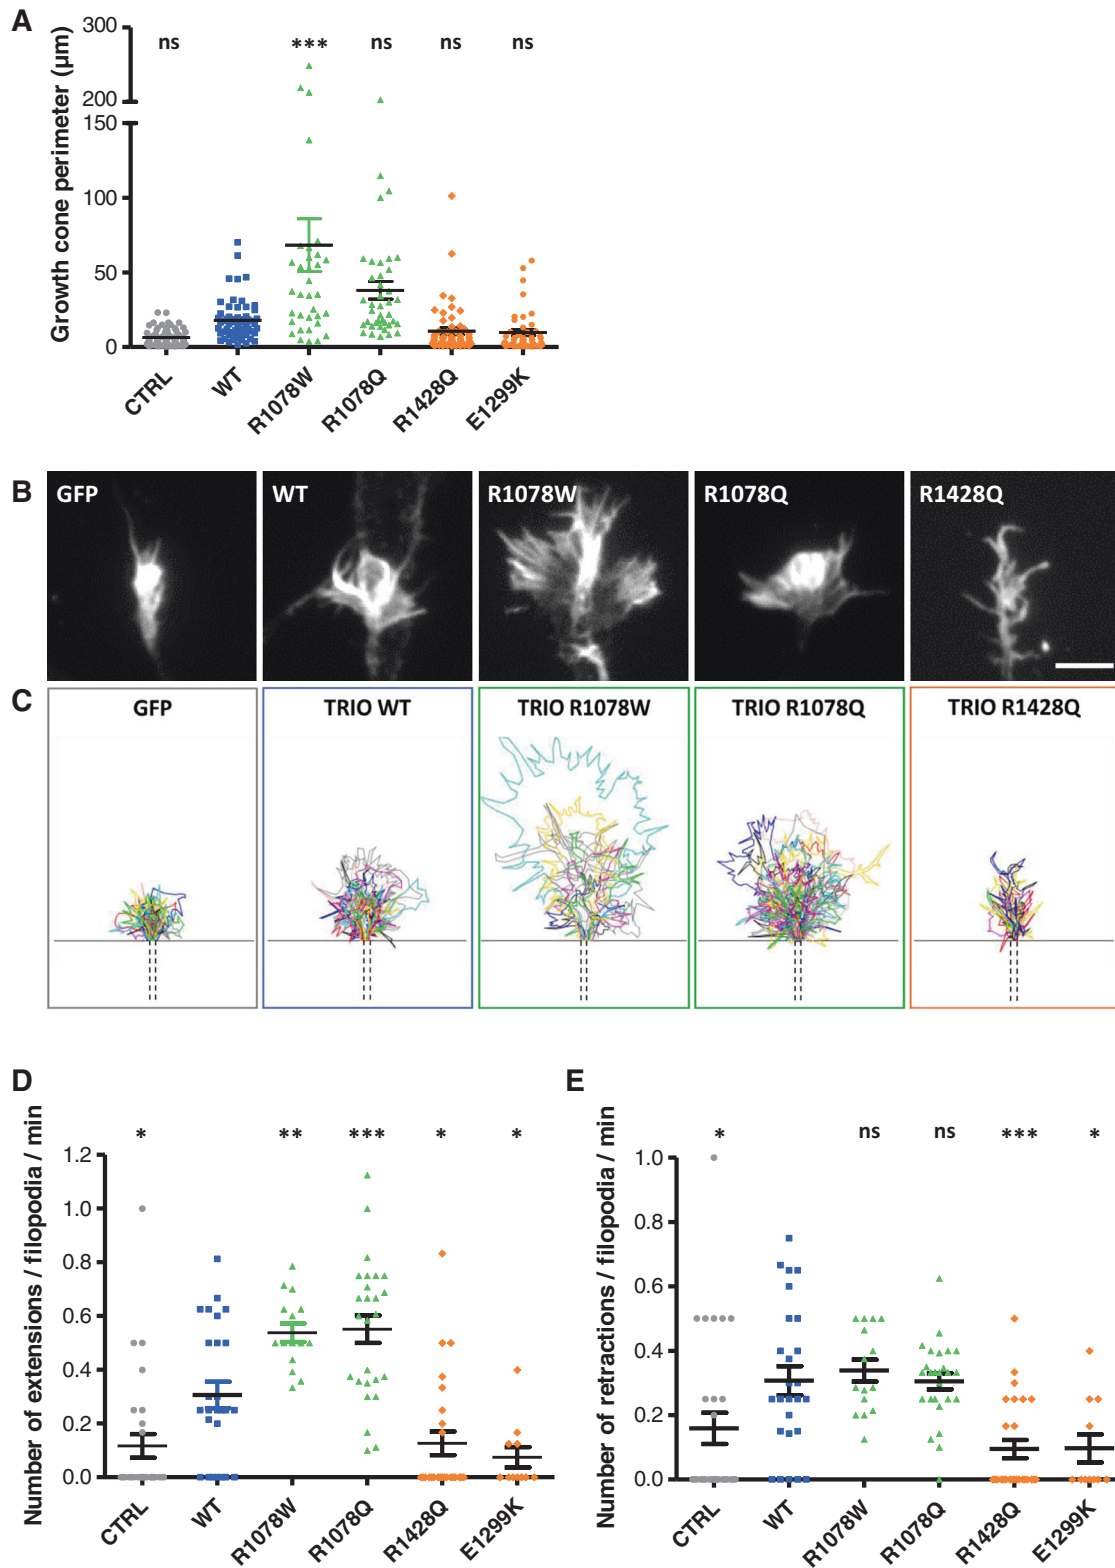 A
Growth cone perimeter (µm)
300
200
150
100
50
0
ns
***
ns
ns
ns
CTRL
WT
R1078W
R1078Q
R1428Q
E1299K
B
GFP
WT
R1078W
R1078Q
R1428Q
C
GFP
TRIO WT
TRIO R1078W
TRIO R1078Q
TRIO R1428Q
D
Number of extensions / filopodia / min
1.2
1.0
0.8
0.6
0.4
0.2
0.0
*
**
***
*
*
CTRL
WT
R1078W
R1078Q
R1428Q
E1299K
E
Number of retractions / filopodia / min
1.0
0.8
0.6
0.4
0.2
0.0
*
ns
ns
***
*
CTRL
WT
R1078W
R1078Q
R1428Q
E1299K